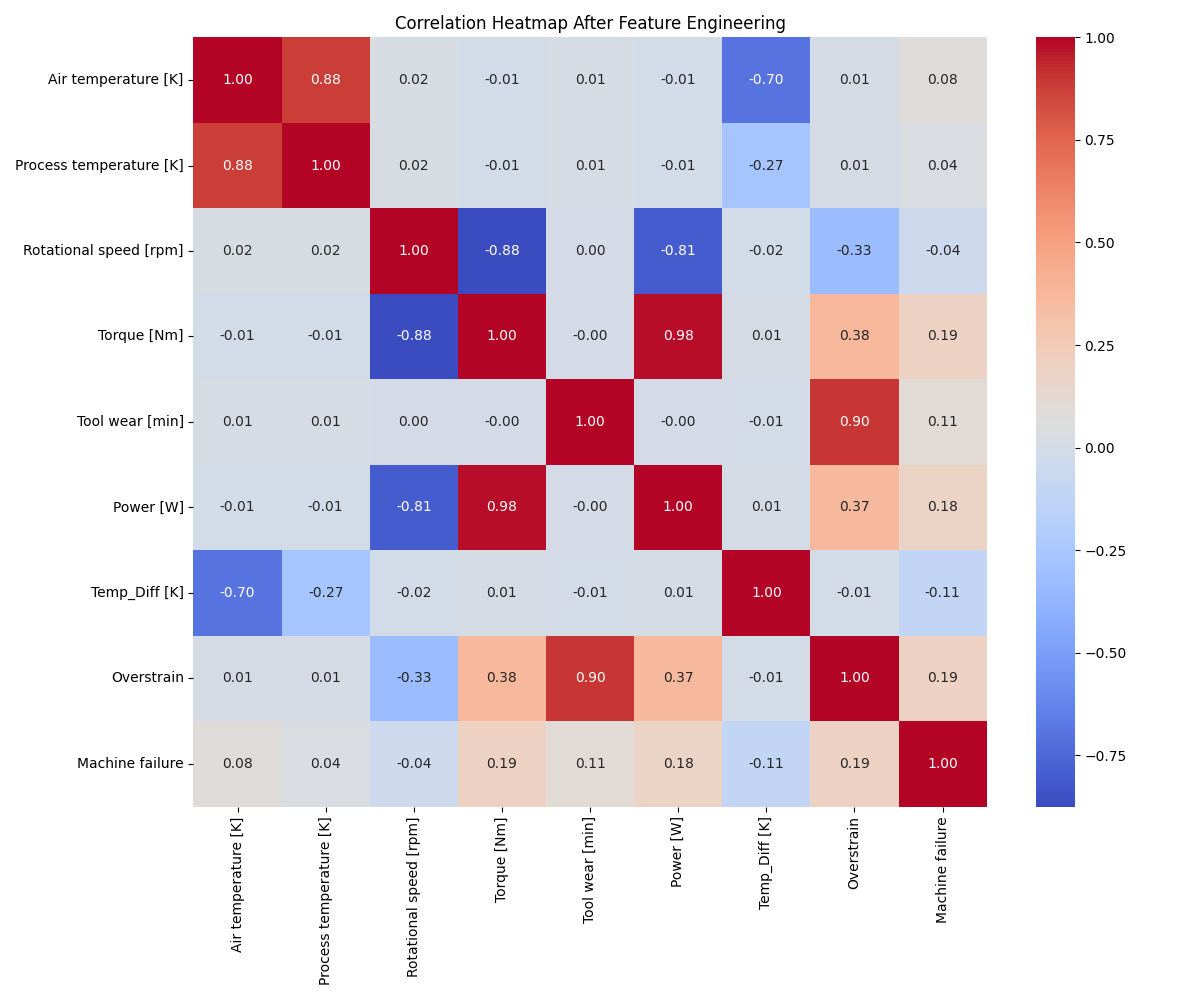 Correlation Heatmap After Feature Engineering
Air temperature [K] 1.00 0.88 0.02 -0.01 0.01 -0.01 -0.70 0.01 0.08
Process temperature [K] 0.88 1.00 0.02 -0.01 0.01 -0.01 -0.27 0.01 0.04
Rotational speed [rpm] 0.02 0.02 1.00 -0.88 0.00 -0.81 -0.02 -0.33 -0.04
Torque [Nm] -0.01 -0.01 -0.88 1.00 -0.00 0.98 0.01 0.38 0.19
Tool wear [min] 0.01 0.01 0.00 -0.00 1.00 -0.00 -0.01 0.90 0.11
Power [W] -0.01 -0.01 -0.81 0.98 -0.00 1.00 0.01 0.37 0.18
Temp_Diff [K] -0.70 -0.27 -0.02 0.01 -0.01 0.01 1.00 -0.01 -0.11
Overstrain 0.01 0.01 -0.33 0.38 0.90 0.37 -0.01 1.00 0.19
Machine failure 0.08 0.04 -0.04 0.19 0.11 0.18 -0.11 0.19 1.00
Air temperature [K]
Process temperature [K]
Rotational speed [rpm]
Torque [Nm]
Tool wear [min]
Power [W]
Temp_Diff [K]
Overstrain
Machine failure
1.00
0.75
0.50
0.25
0.00
−0.25
−0.50
−0.75